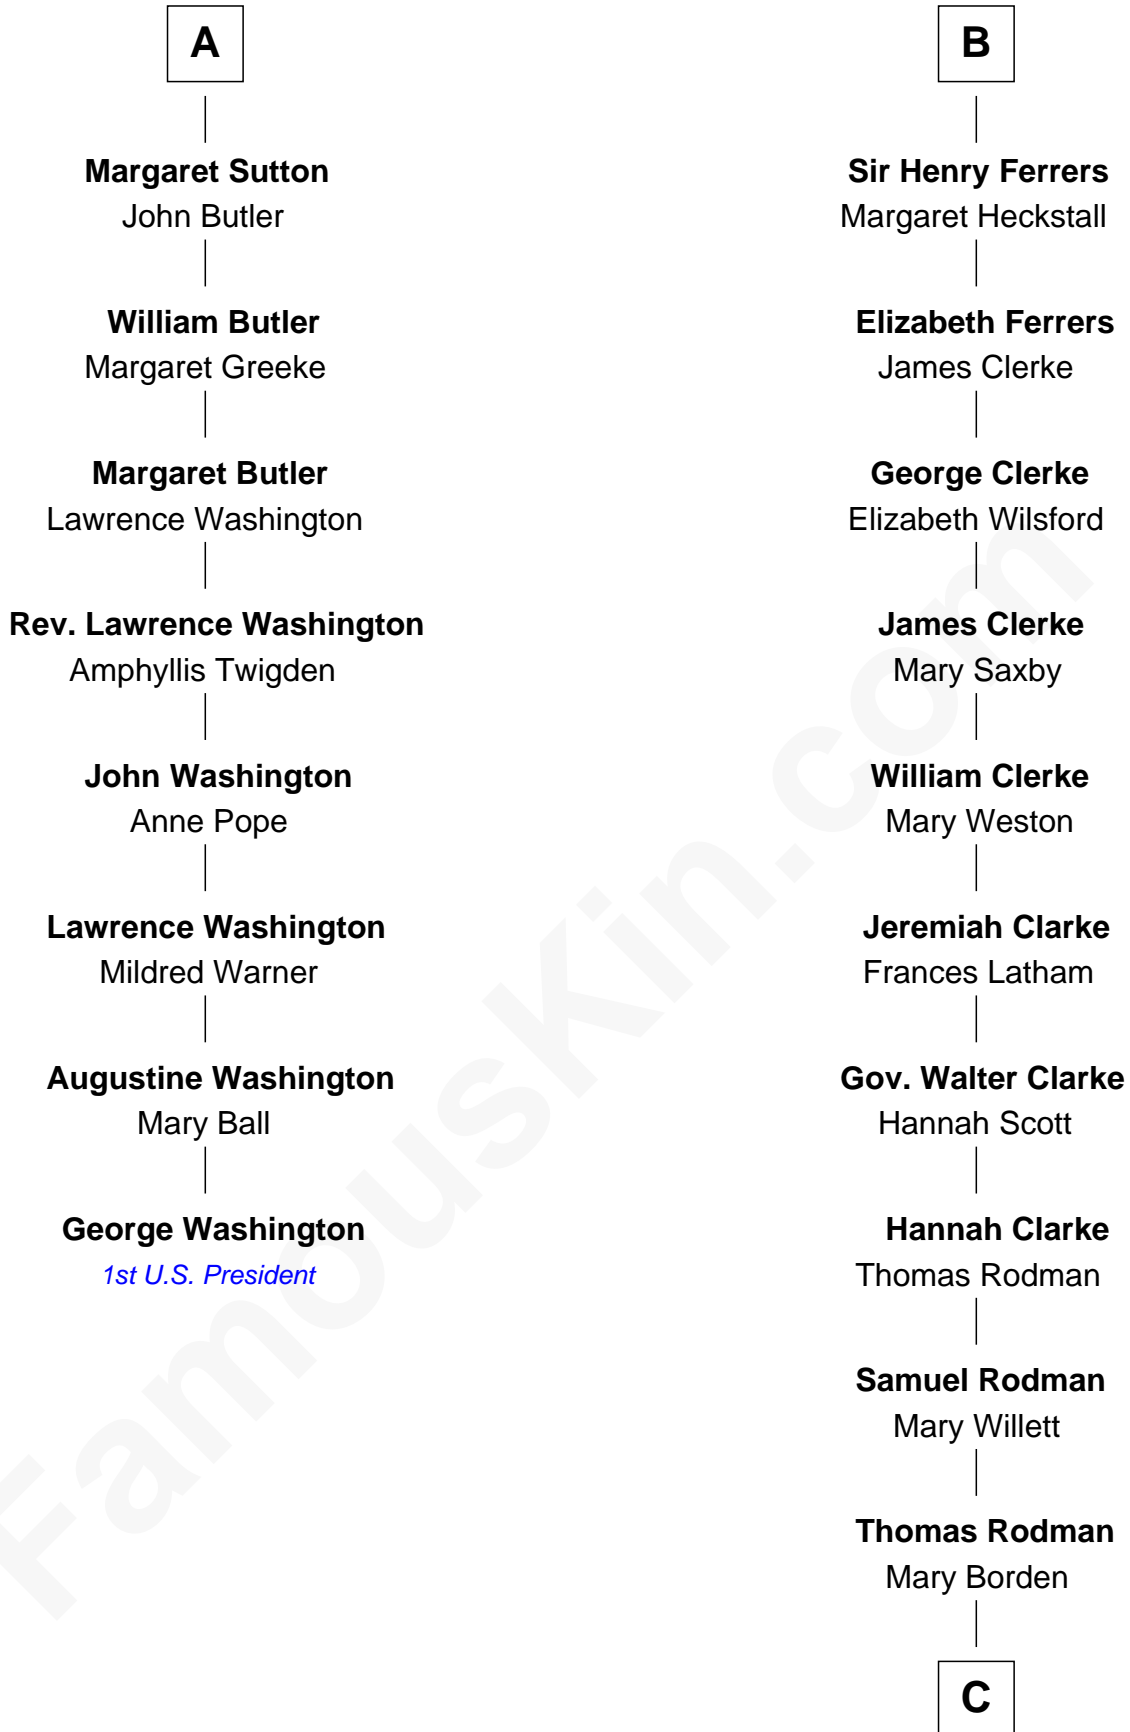 A
Margaret Sutton
John Butler
William Butler
Margaret Greeke
Margaret Butler
Lawrence Washington
Rev. Lawrence Washington
Amphyllis Twigden
John Washington
Anne Pope
Lawrence Washington
Mildred Warner
Augustine Washington
Mary Ball
George Washington
1st U.S. President
B
Sir Henry Ferrers
Margaret Heckstall
Elizabeth Ferrers
James Clerke
George Clerke
Elizabeth Wilsford
James Clerke
Mary Saxby
William Clerke
Mary Weston
Jeremiah Clarke
Frances Latham
Gov. Walter Clarke
Hannah Scott
Hannah Clarke
Thomas Rodman
Samuel Rodman
Mary Willett
Thomas Rodman
Mary Borden
C
FamousKin.com